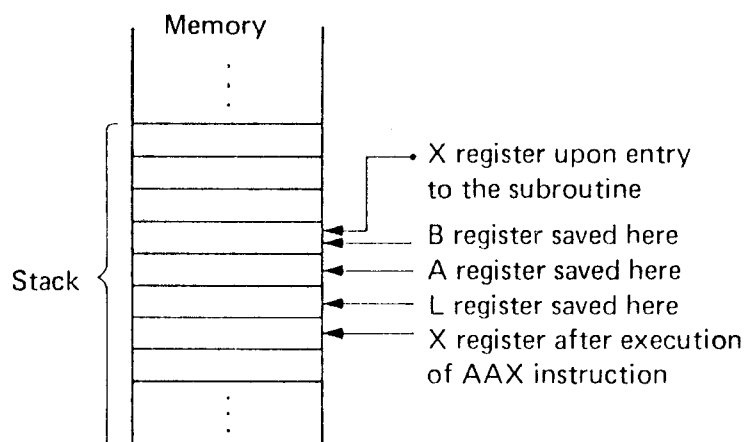 Memory
X register upon entry
to the subroutine
B register saved here
A register saved here
Stack
L register saved here
X register after execution
of AAX instruction